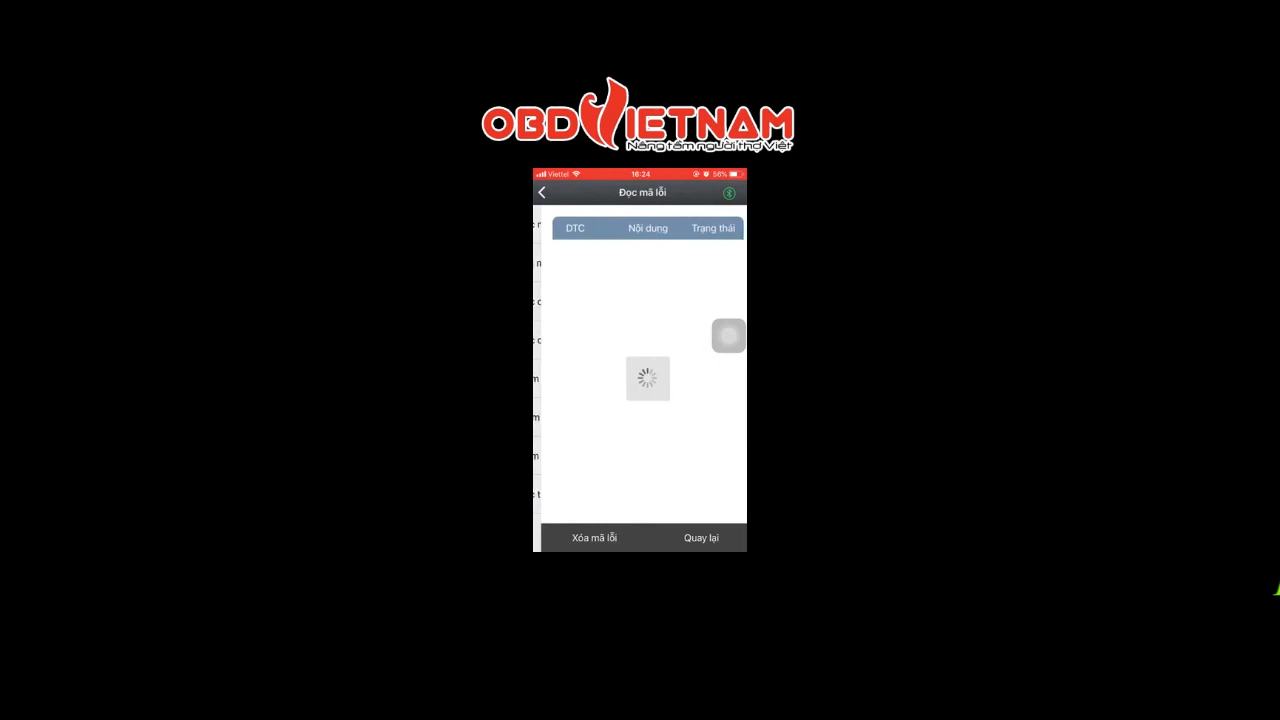 OBDVIETNAM
Nâng tầm người thợ Việt
Viettel 16:24 56%
Đọc mã lỗi
DTC Nội dung Trạng thái
Xóa mã lỗi Quay lại